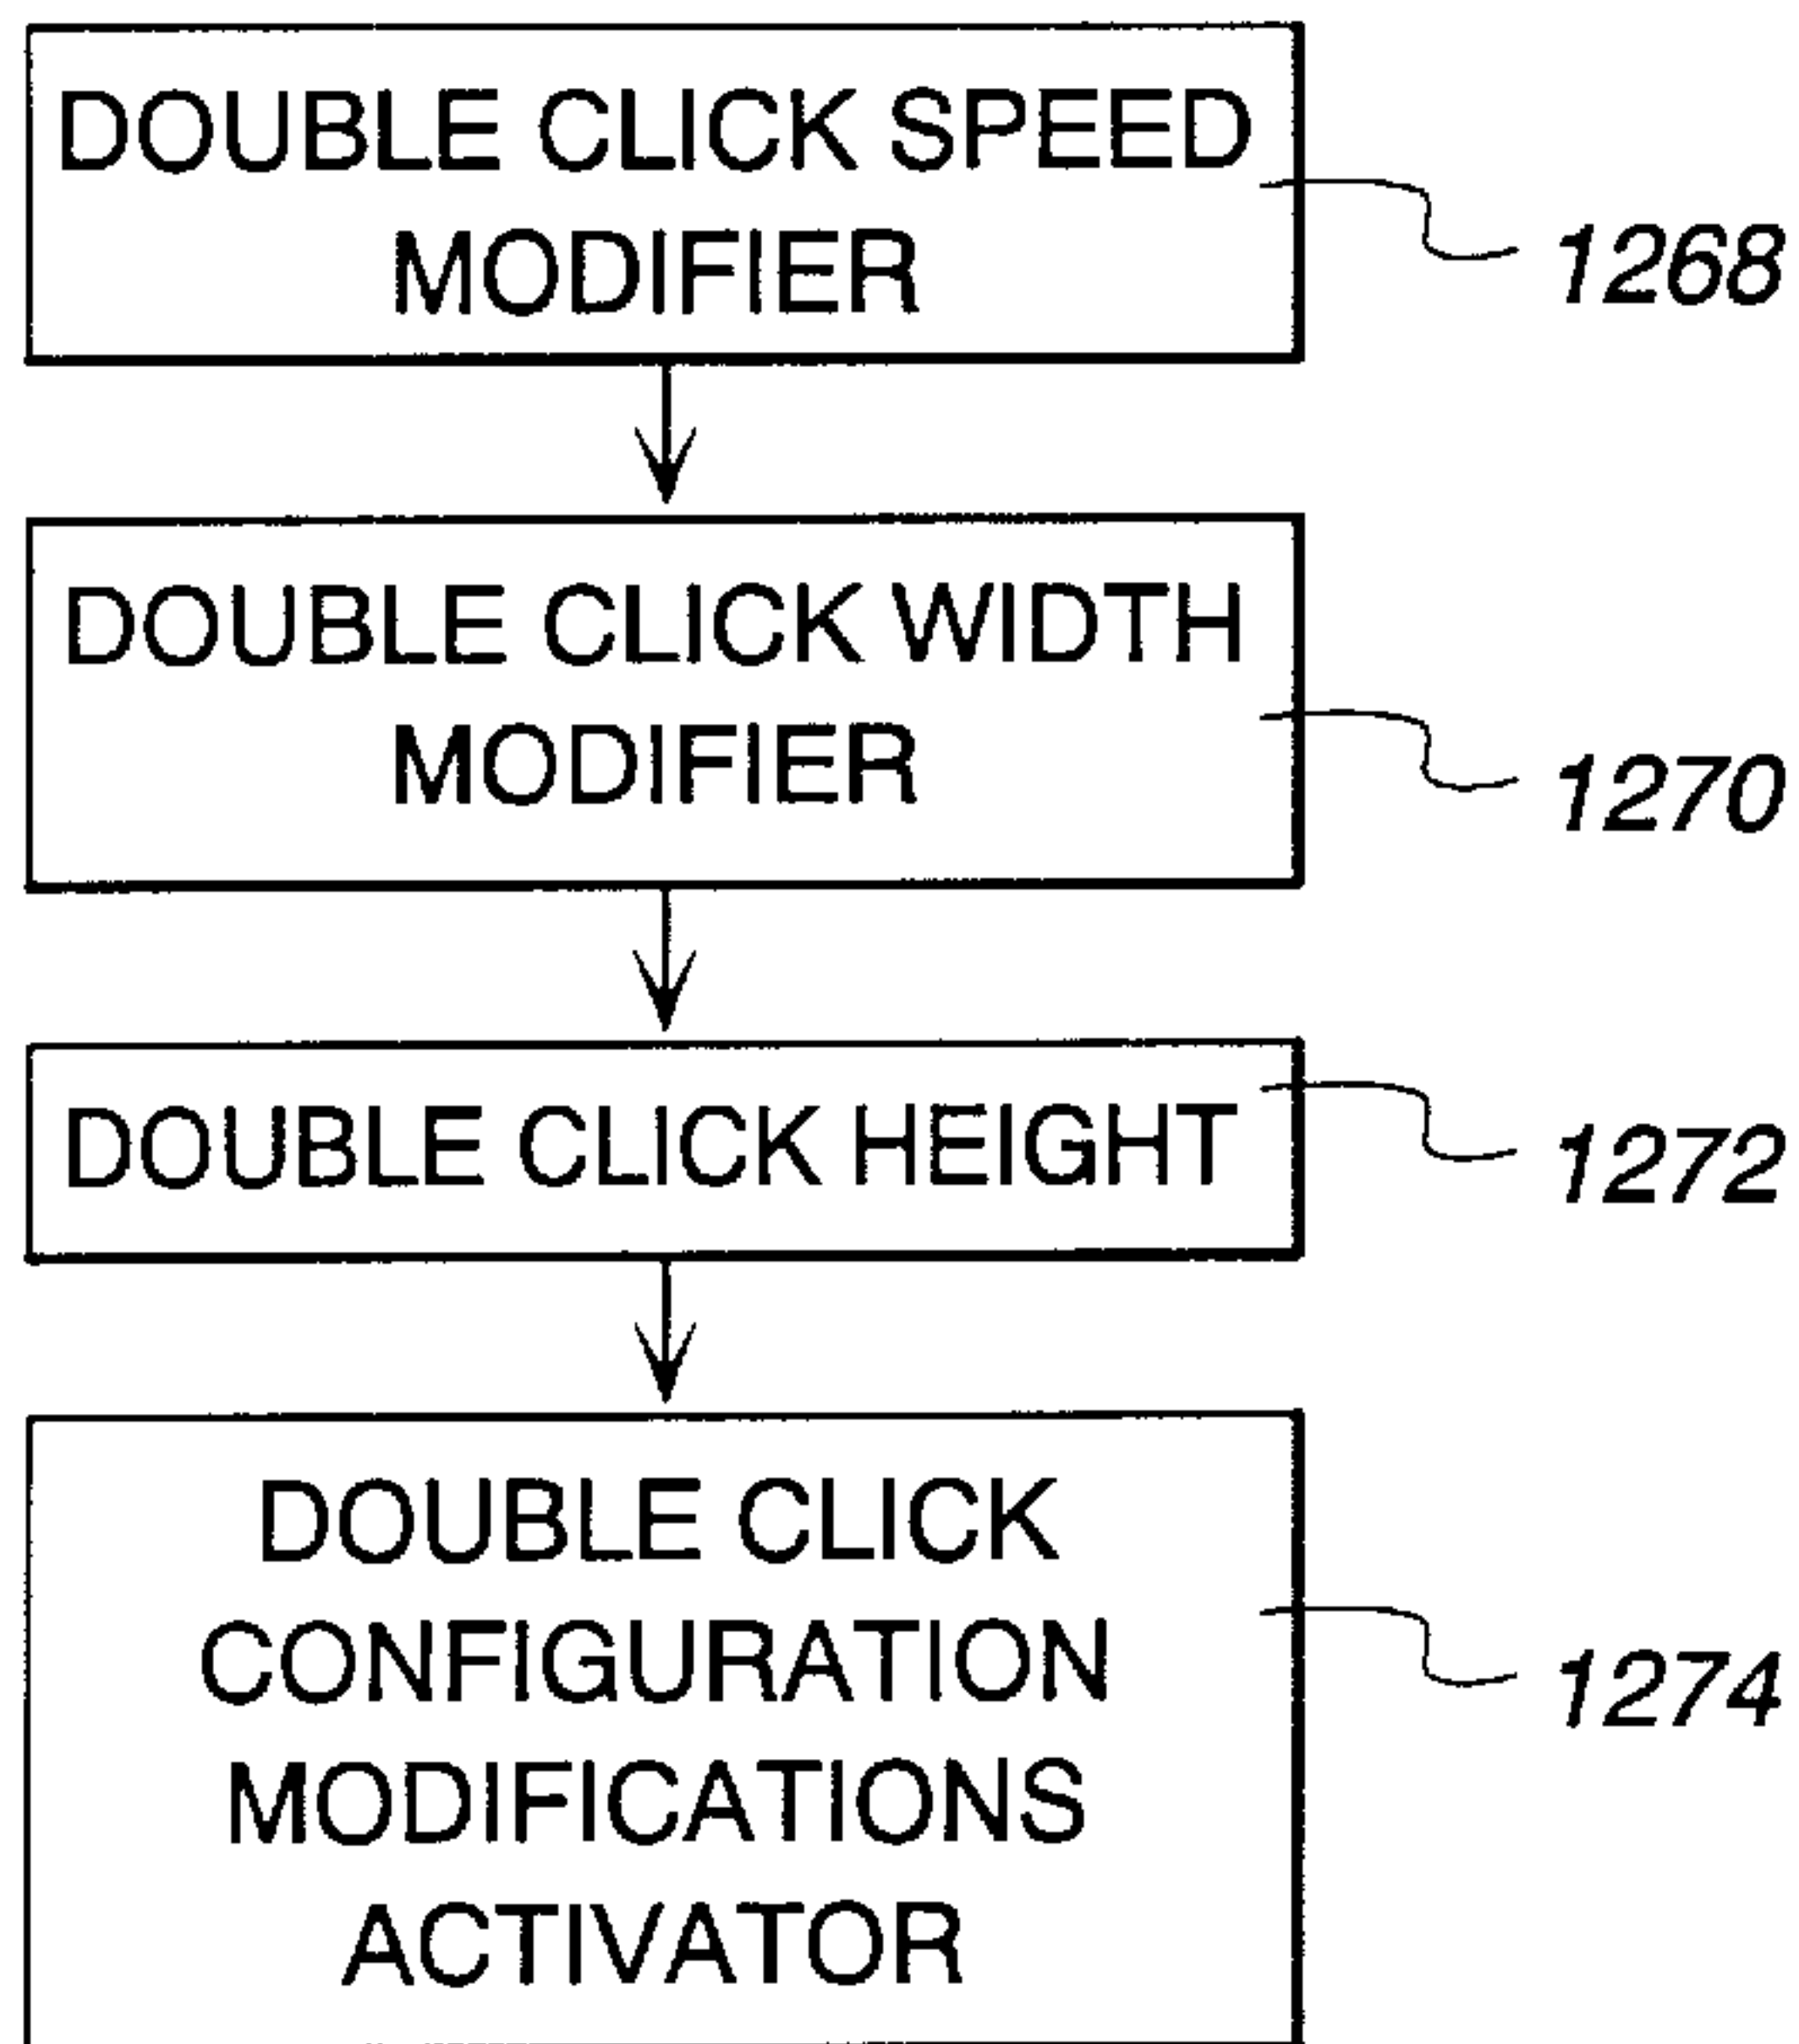 DOUBLE CLICK SPEED
MODIFIER
1268
DOUBLE CLICK WIDTH
MODIFIER
1270
DOUBLE CLICK HEIGHT
1272
DOUBLE CLICK
CONFIGURATION
MODIFICATIONS
ACTIVATOR
1274